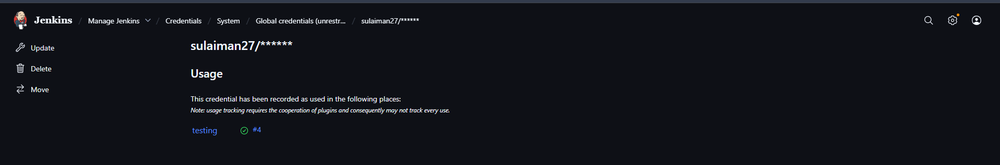 Jenkins / Manage Jenkins / Credentials / System / Global credentials (unrestr... / sulaiman27/******
Update
Delete
Move
sulaiman27/******
Usage
This credential has been recorded as used in the following places:
Note: usage tracking requires the cooperation of plugins and consequently may not track every use.
testing #4